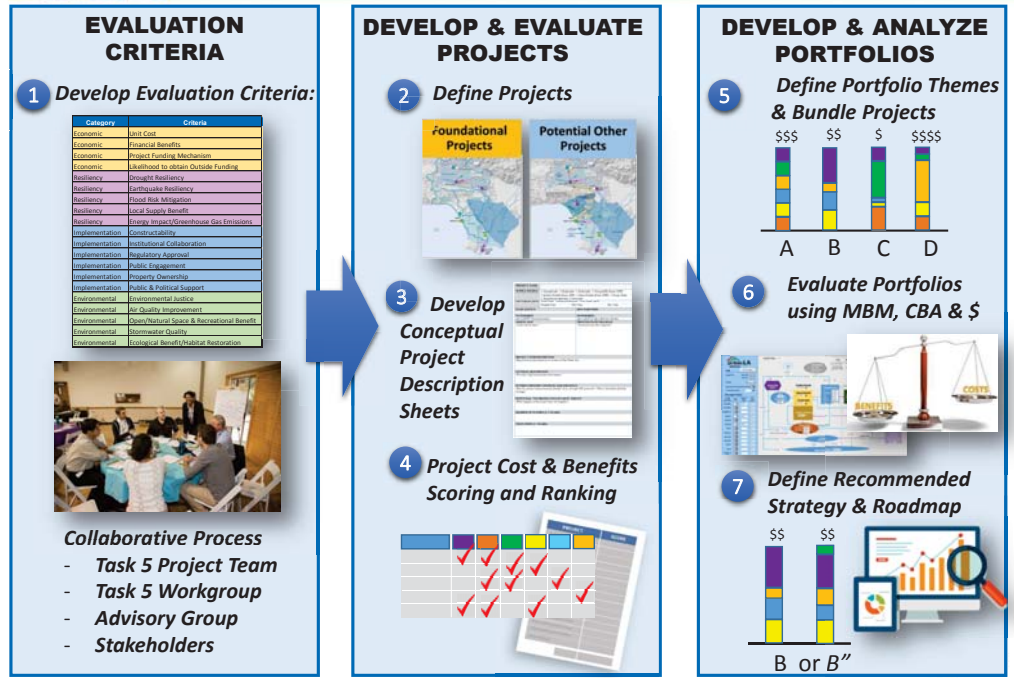 EVALUATION
CRITERIA
1 Develop Evaluation Criteria:
Category Criteria
Economic Unit Cost
Economic Financial Benefits
Economic Project Funding Mechanism
Economic Likelihood to obtain Outside Funding
Resiliency Drought Resiliency
Resiliency Earthquake Resiliency
Resiliency Flood Risk Mitigation
Resiliency Local Supply Benefit
Resiliency Energy Impact/Greenhouse Gas Emissions
Implementation Constructability
Implementation Institutional Collaboration
Implementation Regulatory Approval
Implementation Public Engagement
Implementation Property Ownership
Implementation Public & Political Support
Environmental Environmental Justice
Environmental Air Quality Improvement
Environmental Open/Natural Space & Recreational Benefit
Environmental Stormwater Quality
Environmental Ecological Benefit/Habitat Restoration
Collaborative Process
- Task 5 Project Team
- Task 5 Workgroup
- Advisory Group
- Stakeholders
DEVELOP & EVALUATE
PROJECTS
2 Define Projects
Foundational
Projects
Potential Other
Projects
3 Develop
Conceptual
Project
Description
Sheets
4 Project Cost & Benefits
Scoring and Ranking
PROJECT SCORE
DEVELOP & ANALYZE
PORTFOLIOS
5 Define Portfolio Themes
& Bundle Projects
$$$ $$ $ $$$$
A B C D
6 Evaluate Portfolios
using MBM, CBA & $
BENEFITS
COSTS
7 Define Recommended
Strategy & Roadmap
$$ $$
B or B”